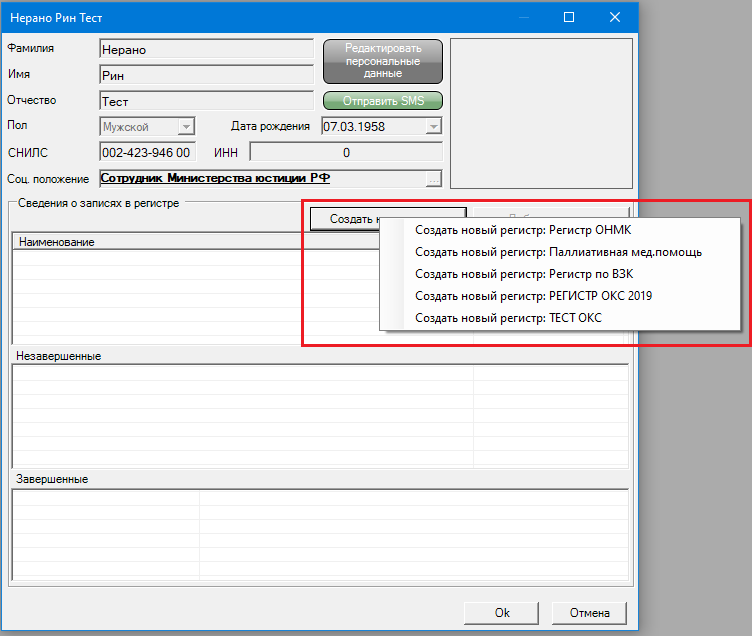 Нерано Рин Тест
Фамилия
Нерано
Редактировать
персональные
данные
Имя
Рин
Отчество
Тест
Отправить SMS
Пол
Мужской
Дата рождения
07.03.1958
СНИЛС
002-423-946 00
ИНН
0
Соц. положение
Сотрудник Министерства юстиции РФ
...
Сведения о записях в регистре
Создать
Наименование
Создать новый регистр: Регистр ОНМК
Создать новый регистр: Паллиативная мед.помощь
Создать новый регистр: Регистр по ВЗК
Создать новый регистр: РЕГИСТР ОКС 2019
Создать новый регистр: ТЕСТ ОКС
Незавершенные
Завершенные
Ok
Отмена